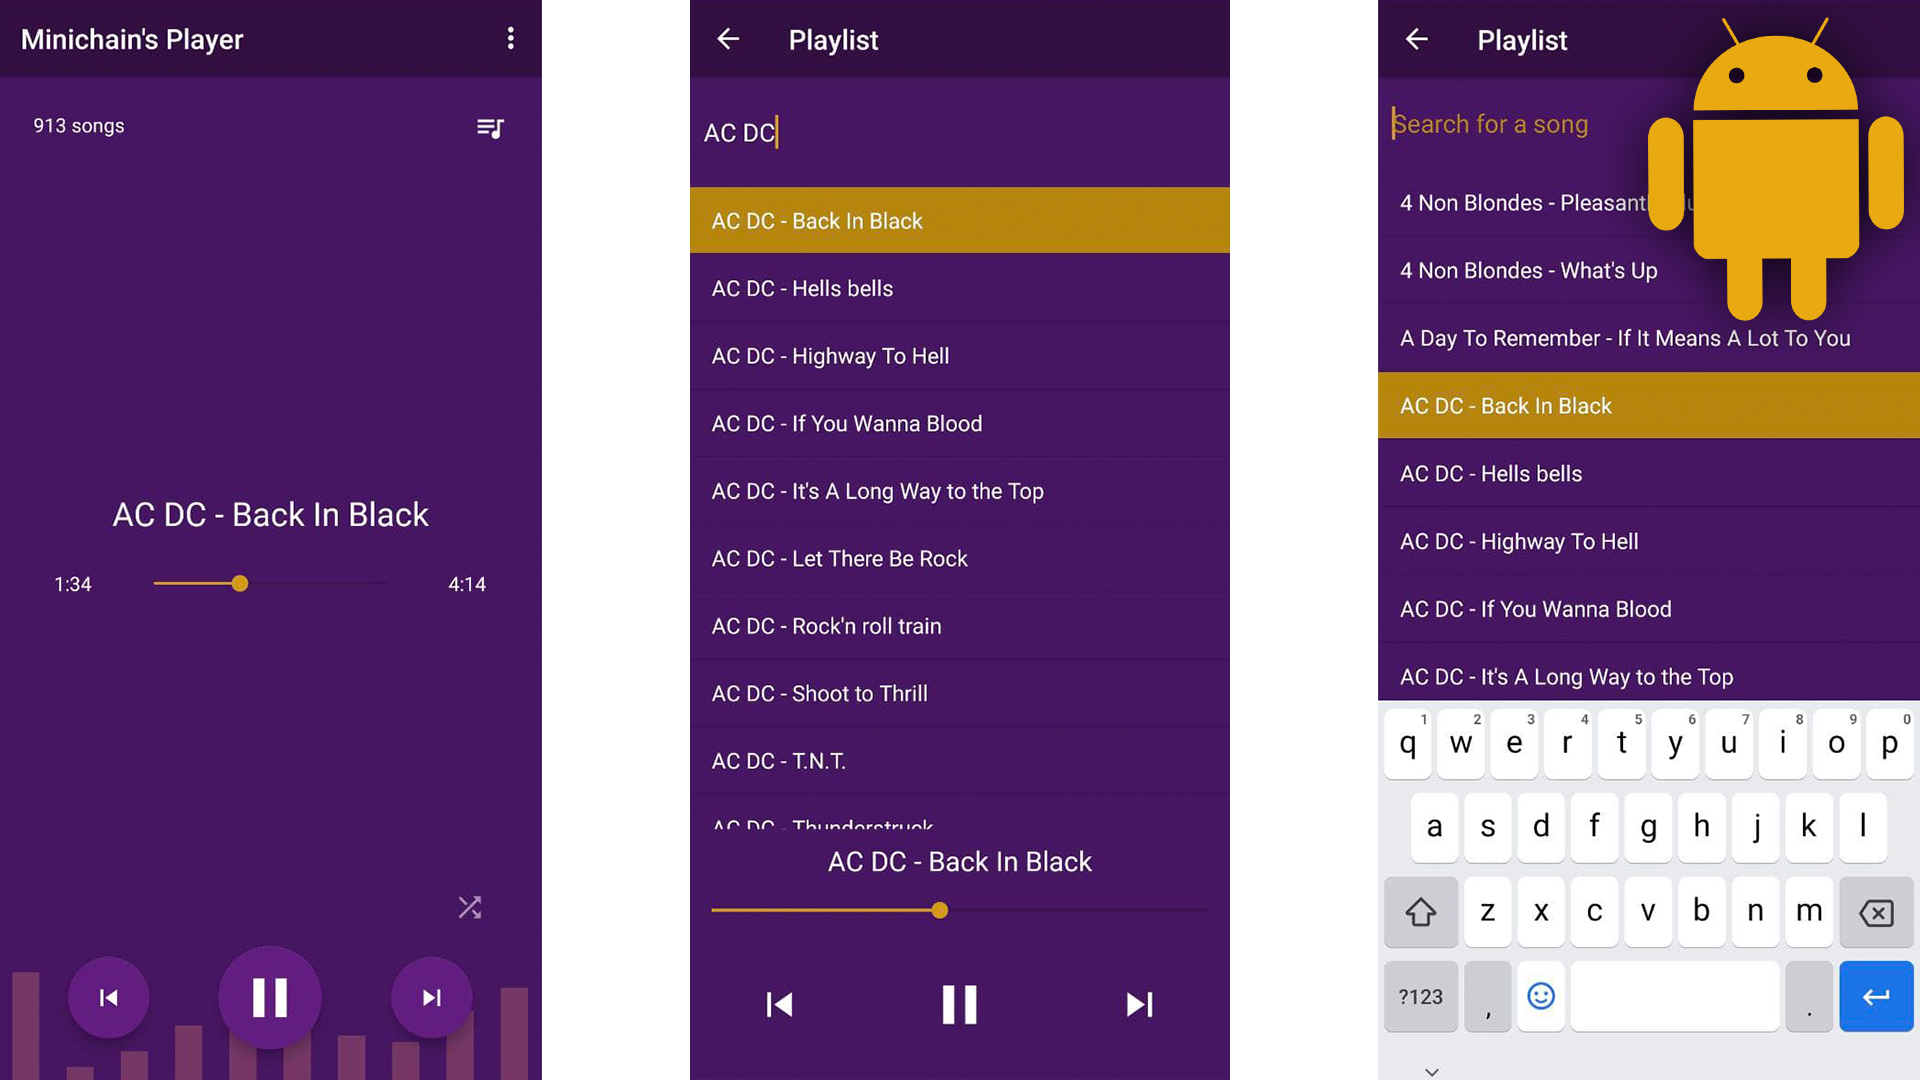 Minichain's Player
913 songs
AC DC - Back In Black
1:34
4:14
Playlist
AC DC
AC DC - Back In Black
AC DC - Hells bells
AC DC - Highway To Hell
AC DC - If You Wanna Blood
AC DC - It's A Long Way to the Top
AC DC - Let There Be Rock
AC DC - Rock'n roll train
AC DC - Shoot to Thrill
AC DC - T.N.T.
AC DC - Thunderstruck
AC DC - Back In Black
Playlist
Search for a song
4 Non Blondes -
4 Non Blondes - What's Up
A Day To Remember - If It Means A Lot To You
AC DC - Back In Black
AC DC - Hells bells
AC DC - Highway To Hell
AC DC - If You Wanna Blood
AC DC - It's A Long Way to the Top
1 2 3 4 5 6 7 8 9 0
q w e r t y u i o p
a s d f g h j k l
z x c v b n m
?123 , .